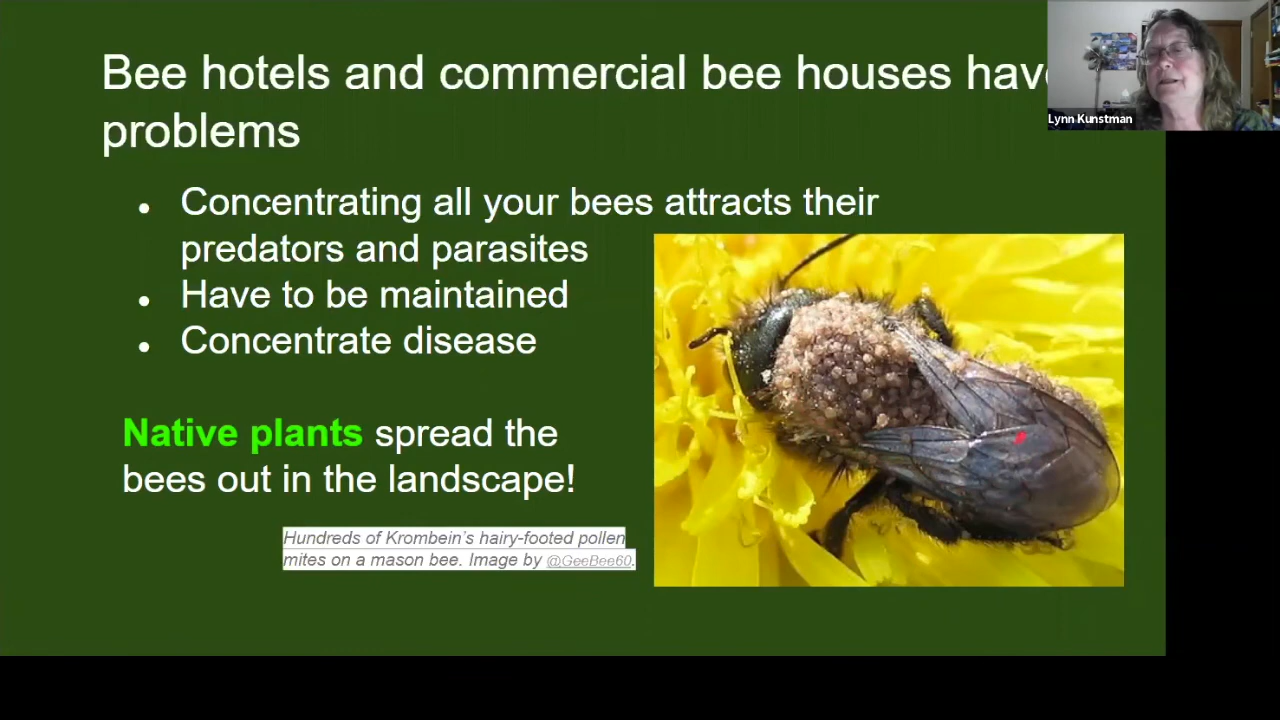 Bee hotels and commercial bee houses have
problems
Lynn Kunstman
• Concentrating all your bees attracts their
predators and parasites
• Have to be maintained
• Concentrate disease
Native plants spread the
bees out in the landscape!
Hundreds of Krombein's hairy-footed pollen
mites on a mason bee. Image by @GeeBee60.